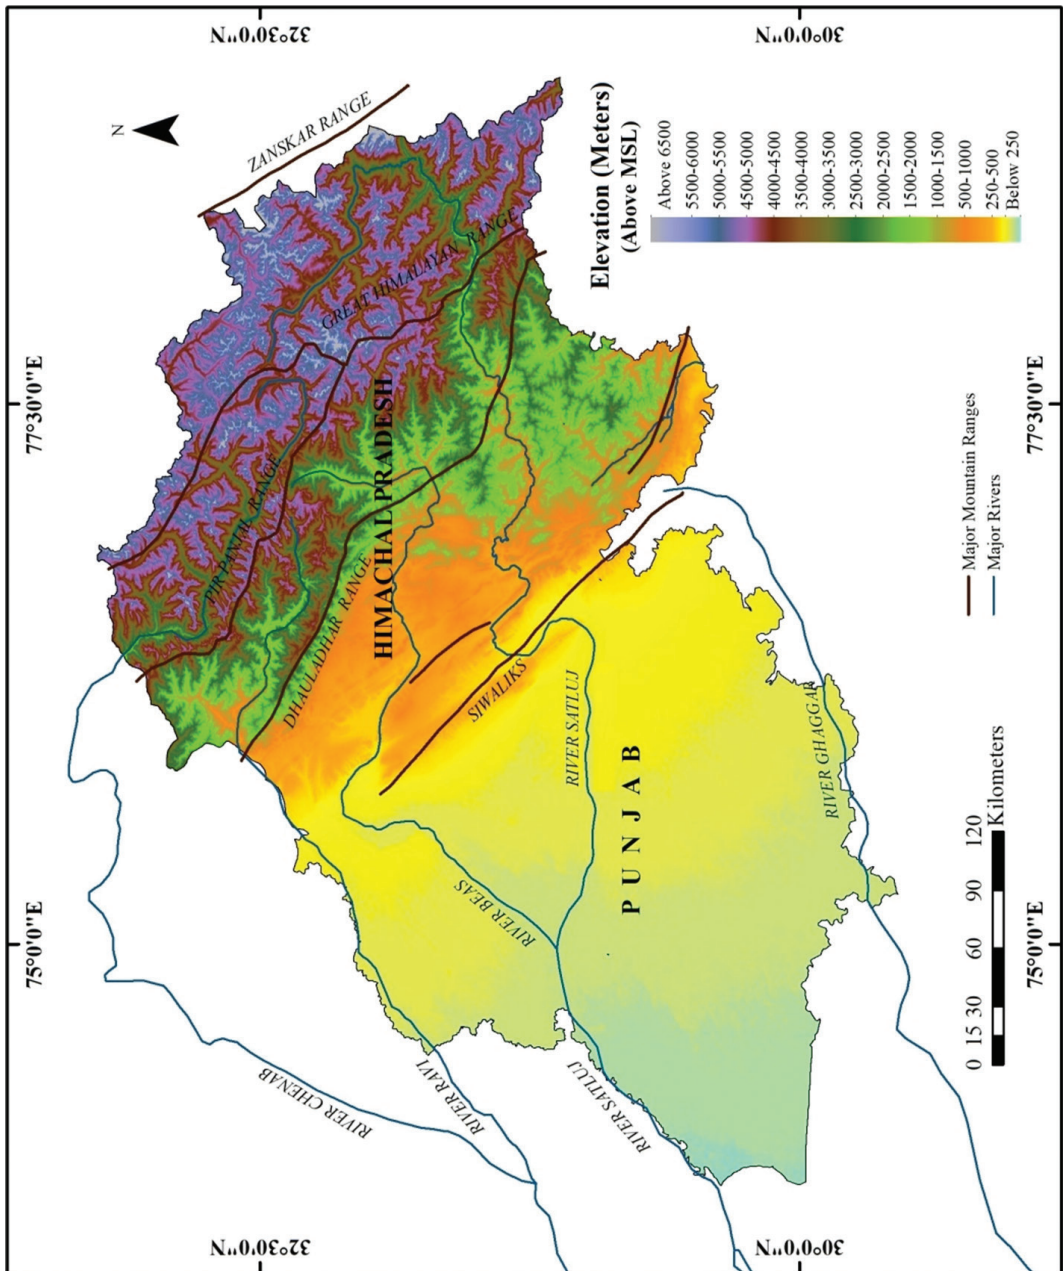 75°0'0"E
77°30'0"E
32°30'0"N
32°30'0"N
N
ZANSKAR RANGE
PIR PANJAL RANGE
GREAT HIMALAYAN RANGE
DHAULADHAR RANGE
HIMACHAL PRADESH
RIVER CHENAB
RIVER RAVI
RIVER BEAS
SIWALIKS
RIVER SATLUJ
RIVER SATLUJ
PUNJAB
RIVER GHAGGAR
Elevation (Meters)
(Above MSL)
Above 6500
5500-6000
5000-5500
4500-5000
4000-4500
3500-4000
3000-3500
2500-3000
2000-2500
1500-2000
1000-1500
500-1000
250-500
Below 250
30°0'0"N
30°0'0"N
Major Mountain Ranges
Major Rivers
0 15 30 60 90 120
Kilometers
75°0'0"E
77°30'0"E